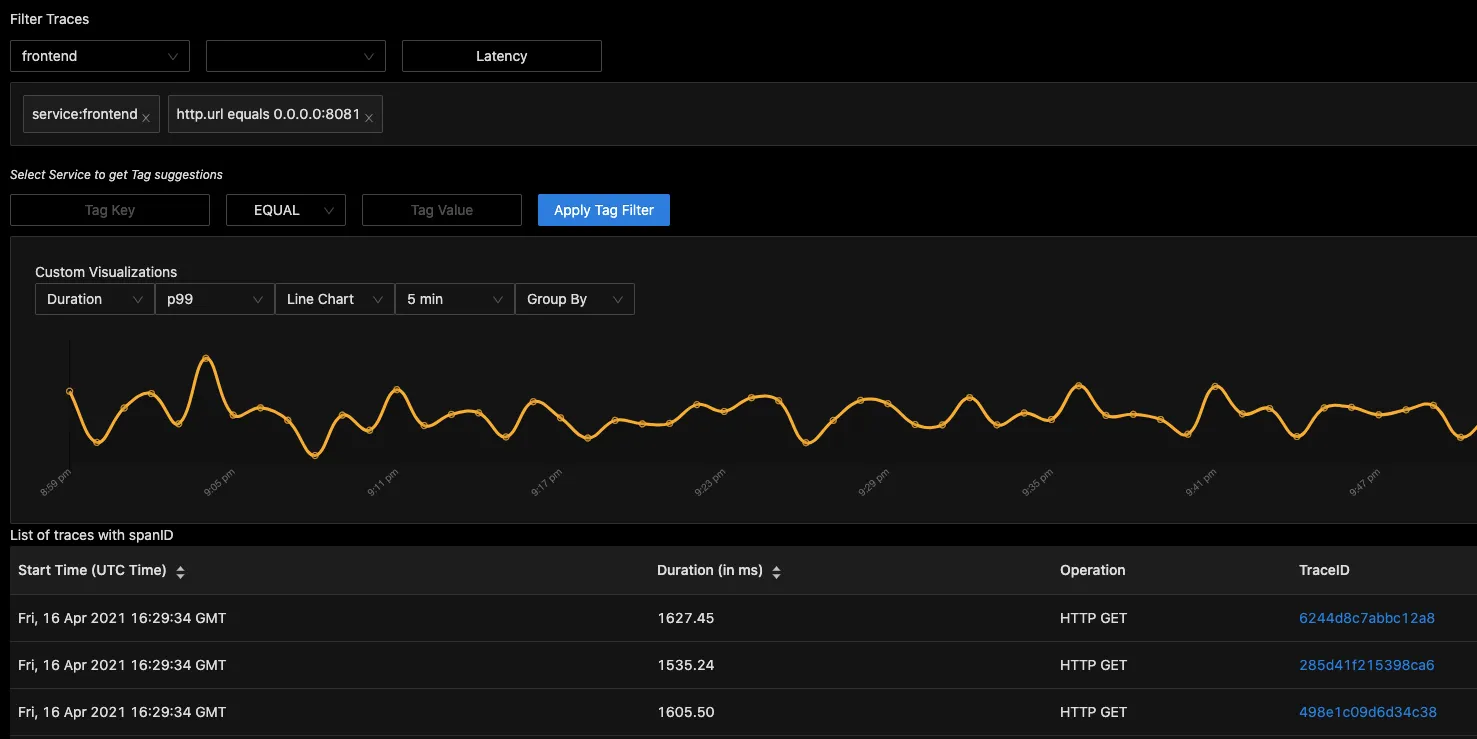 Filter Traces
frontend Latency
service:frontend × http.url equals 0.0.0.0:8081 ×
Select Service to get Tag suggestions
Tag Key EQUAL Tag Value Apply Tag Filter
Custom Visualizations
Duration p99 Line Chart 5 min Group By
8:59 pm 9:05 pm 9:11 pm 9:17 pm 9:23 pm 9:29 pm 9:35 pm 9:41 pm 9:47 pm
List of traces with spanID
Start Time (UTC Time) Duration (in ms) Operation TraceID
Fri, 16 Apr 2021 16:29:34 GMT 1627.45 HTTP GET 6244d8c7abbc12a8
Fri, 16 Apr 2021 16:29:34 GMT 1535.24 HTTP GET 285d41f215398ca6
Fri, 16 Apr 2021 16:29:34 GMT 1605.50 HTTP GET 498e1c09d6d34c38